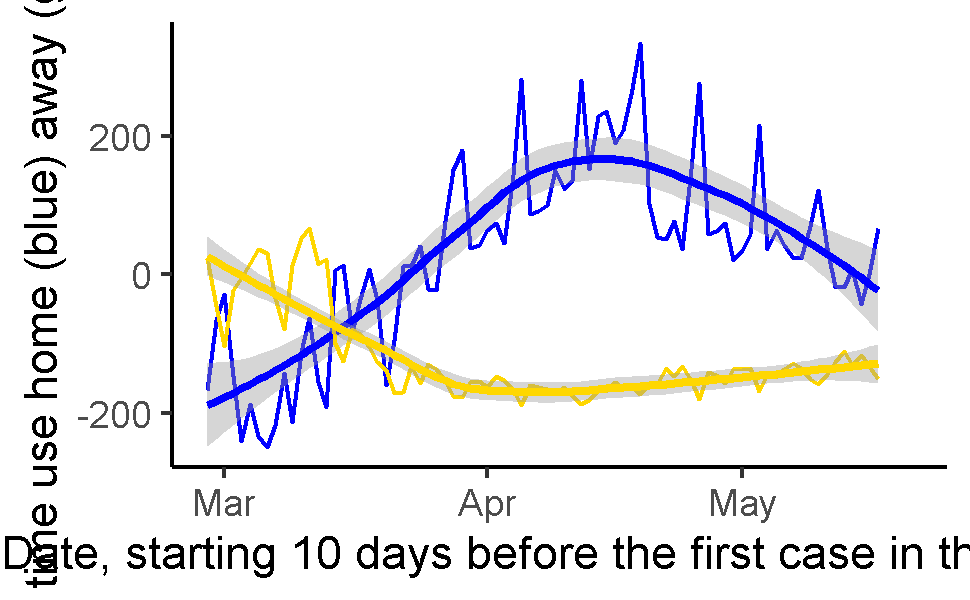 time use home (blue) away (
200
0
-200
Mar Apr May
Date, starting 10 days before the first case in th